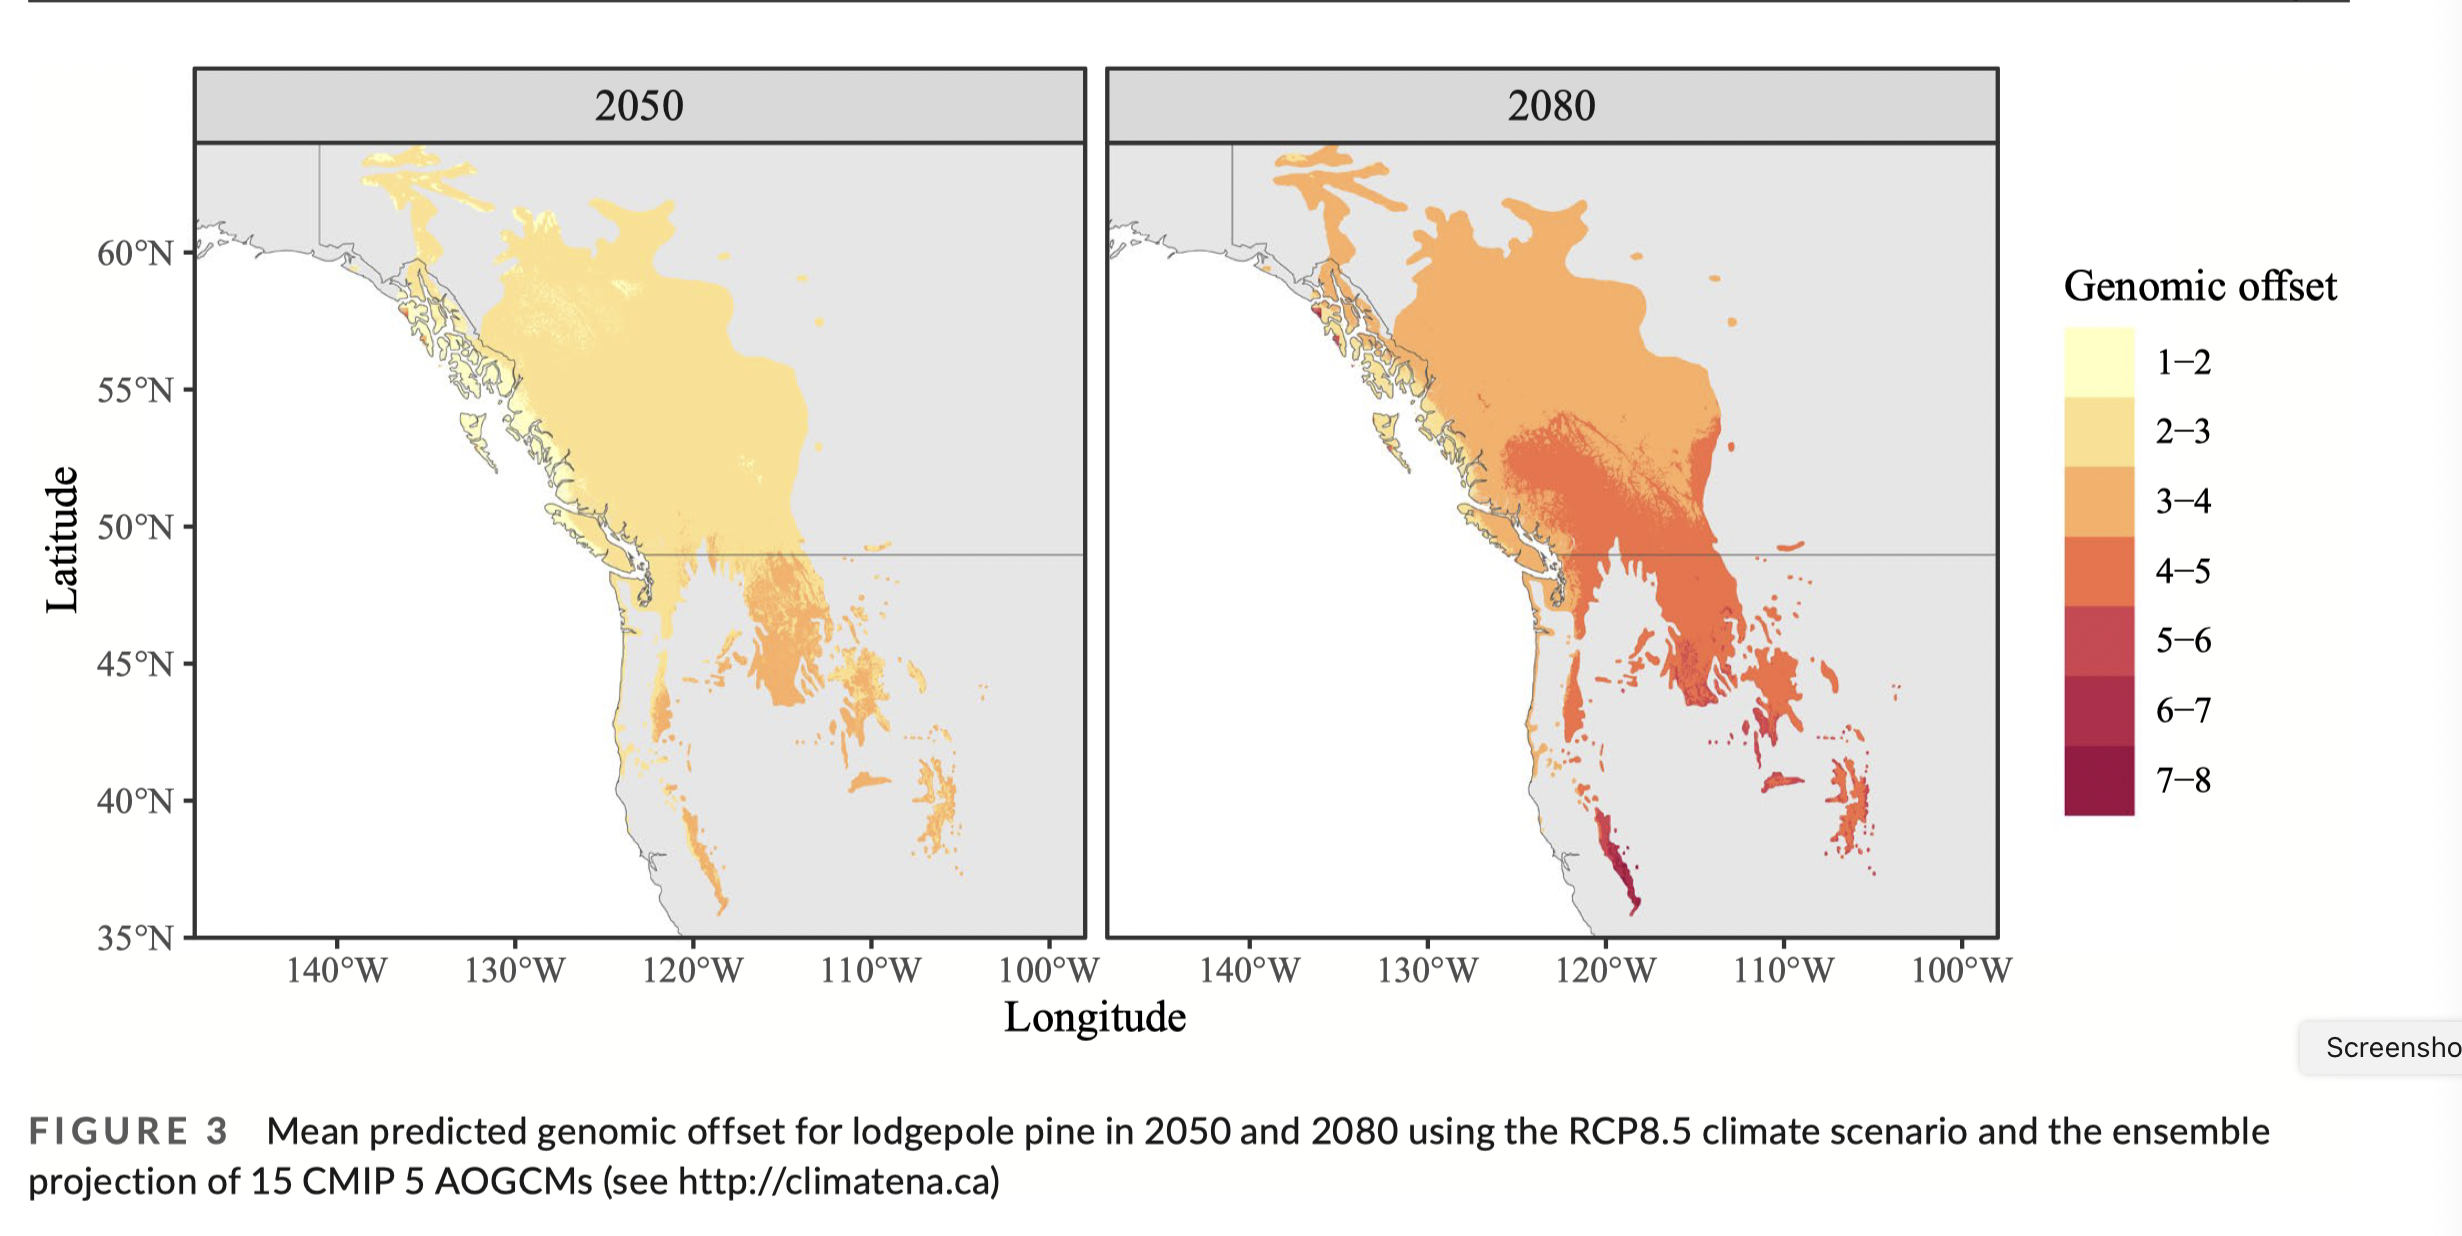 2050
2080
60°N
55°N
50°N
45°N
40°N
35°N
Latitude
140°W 130°W 120°W 110°W 100°W
140°W 130°W 120°W 110°W 100°W
Longitude
Genomic offset
1–2
2–3
3–4
4–5
5–6
6–7
7–8
Screensho
FIGURE 3 Mean predicted genomic offset for lodgepole pine in 2050 and 2080 using the RCP8.5 climate scenario and the ensemble
projection of 15 CMIP 5 AOGCMs (see http://climatena.ca)